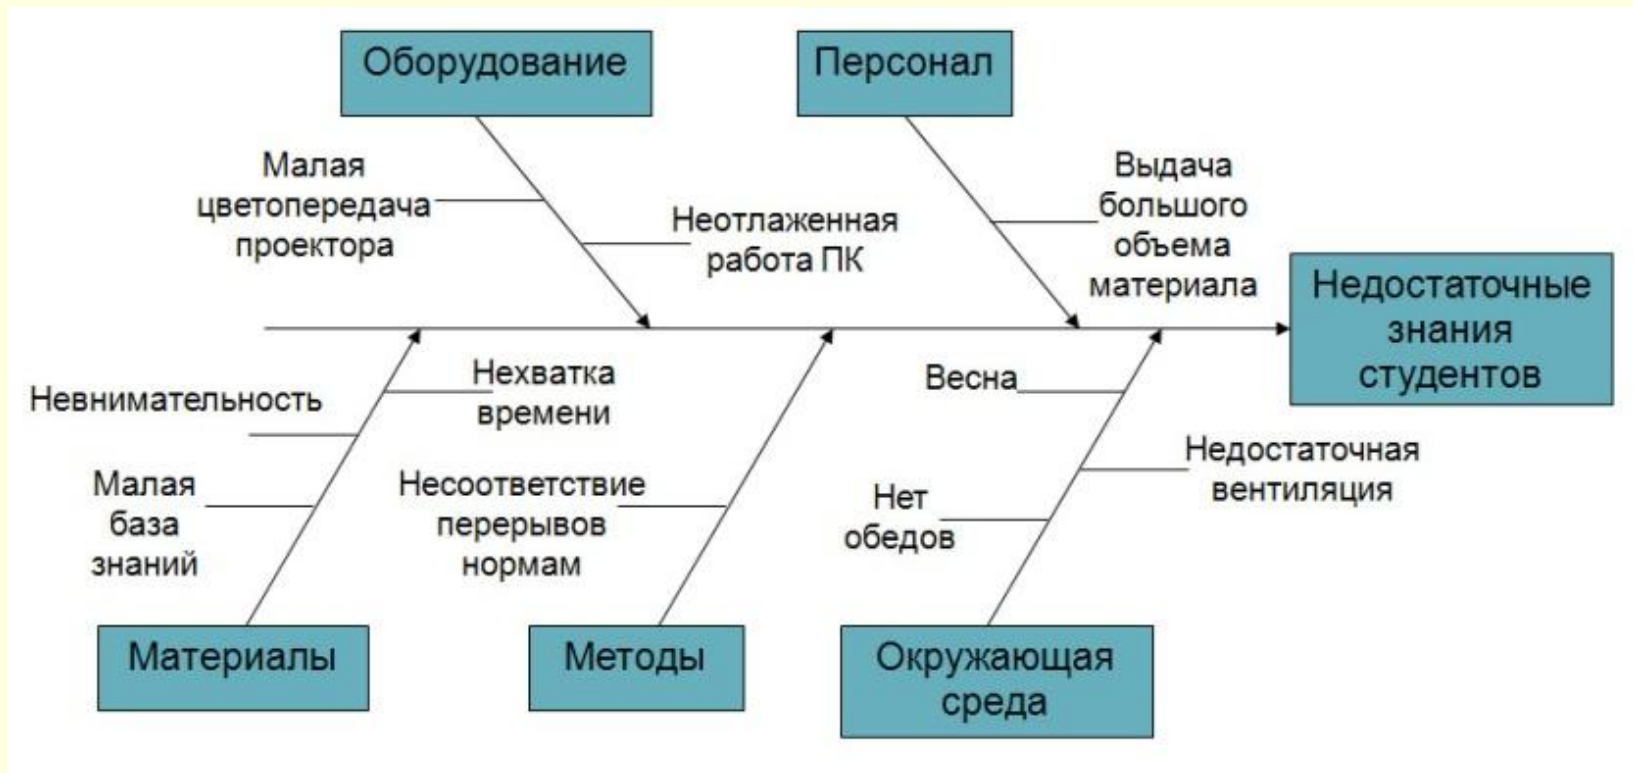 Оборудование
Персонал
Малая
цветопередача
проектора
Неотлаженная
работа ПК
Выдача
большого
объема
материала
Недостаточные
знания
студентов
Невнимательность
Нехватка
времени
Малая
база
знаний
Несоответствие
перерывов
нормам
Весна
Нет
обедов
Недостаточная
вентиляция
Материалы
Методы
Окружающая
среда